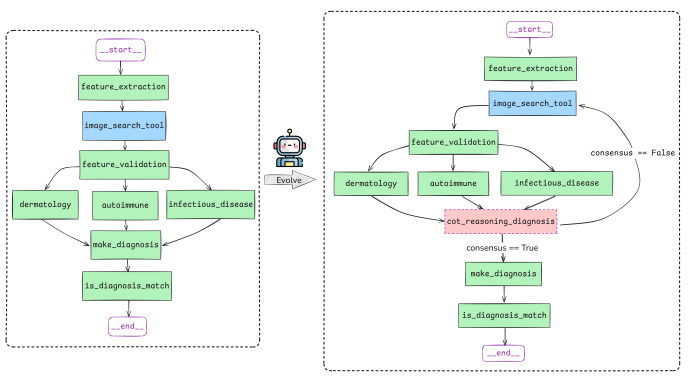 __start__
feature_extraction
image_search_tool
feature_validation
dermatology
autoimmune
infectious_disease
make_diagnosis
is_diagnosis_match
__end__
Evolve
__start__
feature_extraction
image_search_tool
consensus == False
feature_validation
dermatology
autoimmune
infectious_disease
cot_reasoning_diagnosis
consensus == True
make_diagnosis
is_diagnosis_match
__end__